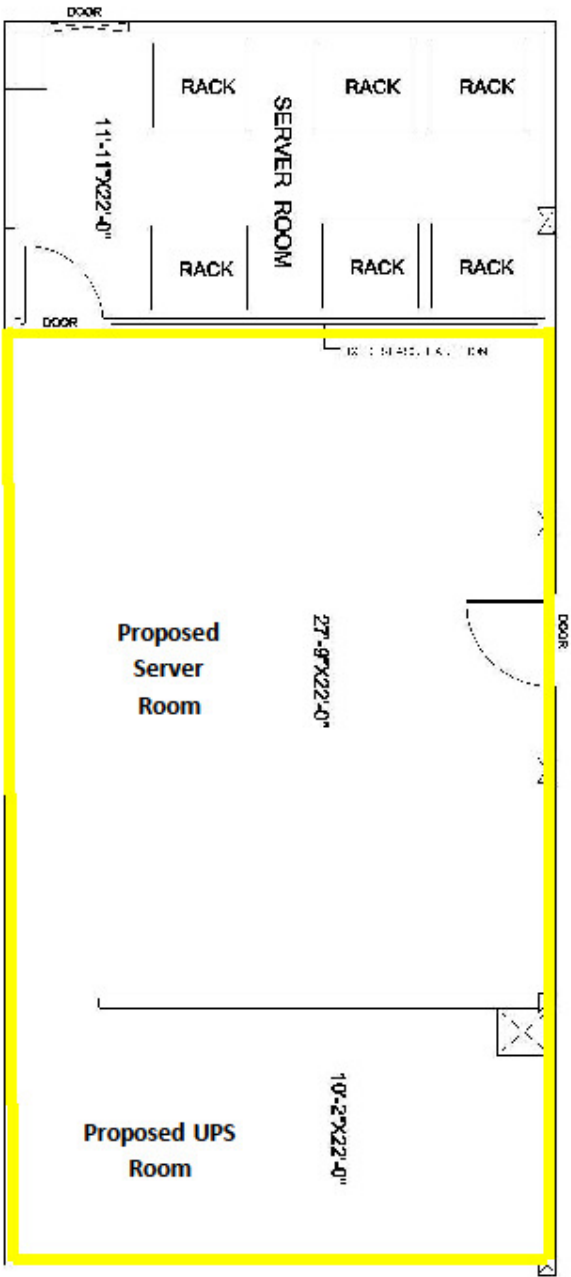 DOOR
RACK
RACK
RACK
SERVER ROOM
11'-11"X22'-0"
RACK
RACK
RACK
DOOR
Proposed
Server
Room
27'-9"X22'-0"
DOOR
Proposed UPS
Room
10'-2"X22'-0"